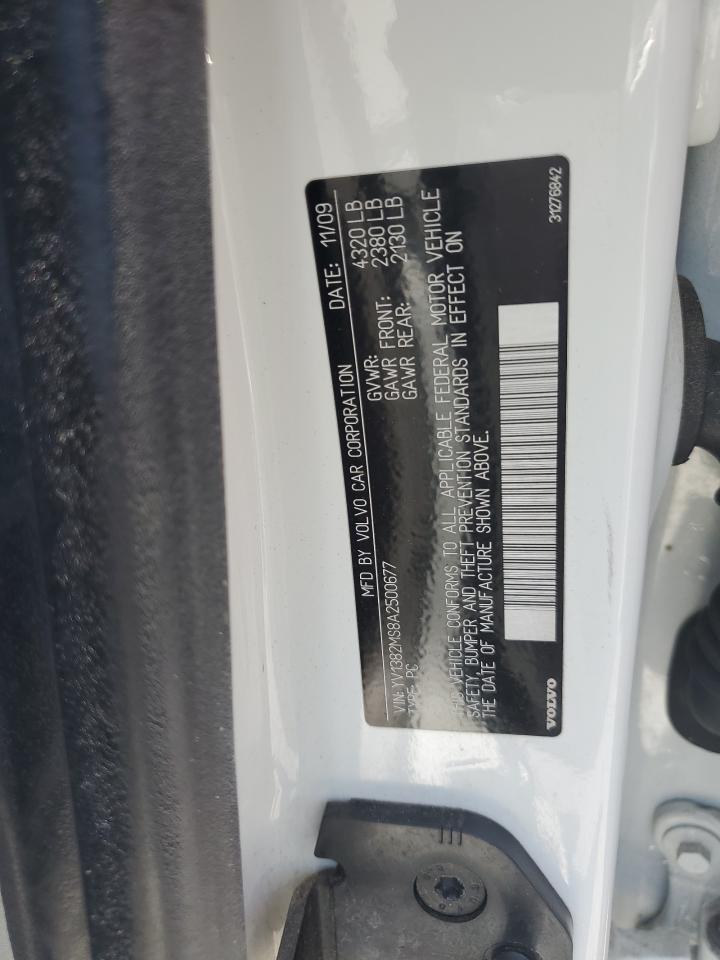 MFD BY VOLVO CAR CORPORATION DATE: 11/09
GVWR: 4320 LB
GAWR FRONT: 2380 LB
GAWR REAR: 2130 LB
VIN: YV1382MS8A2500677
TYPE: PC
THIS VEHICLE CONFORMS TO ALL APPLICABLE FEDERAL MOTOR VEHICLE
SAFETY, BUMPER AND THEFT PREVENTION STANDARDS IN EFFECT ON
THE DATE OF MANUFACTURE SHOWN ABOVE.
VOLVO 31276842